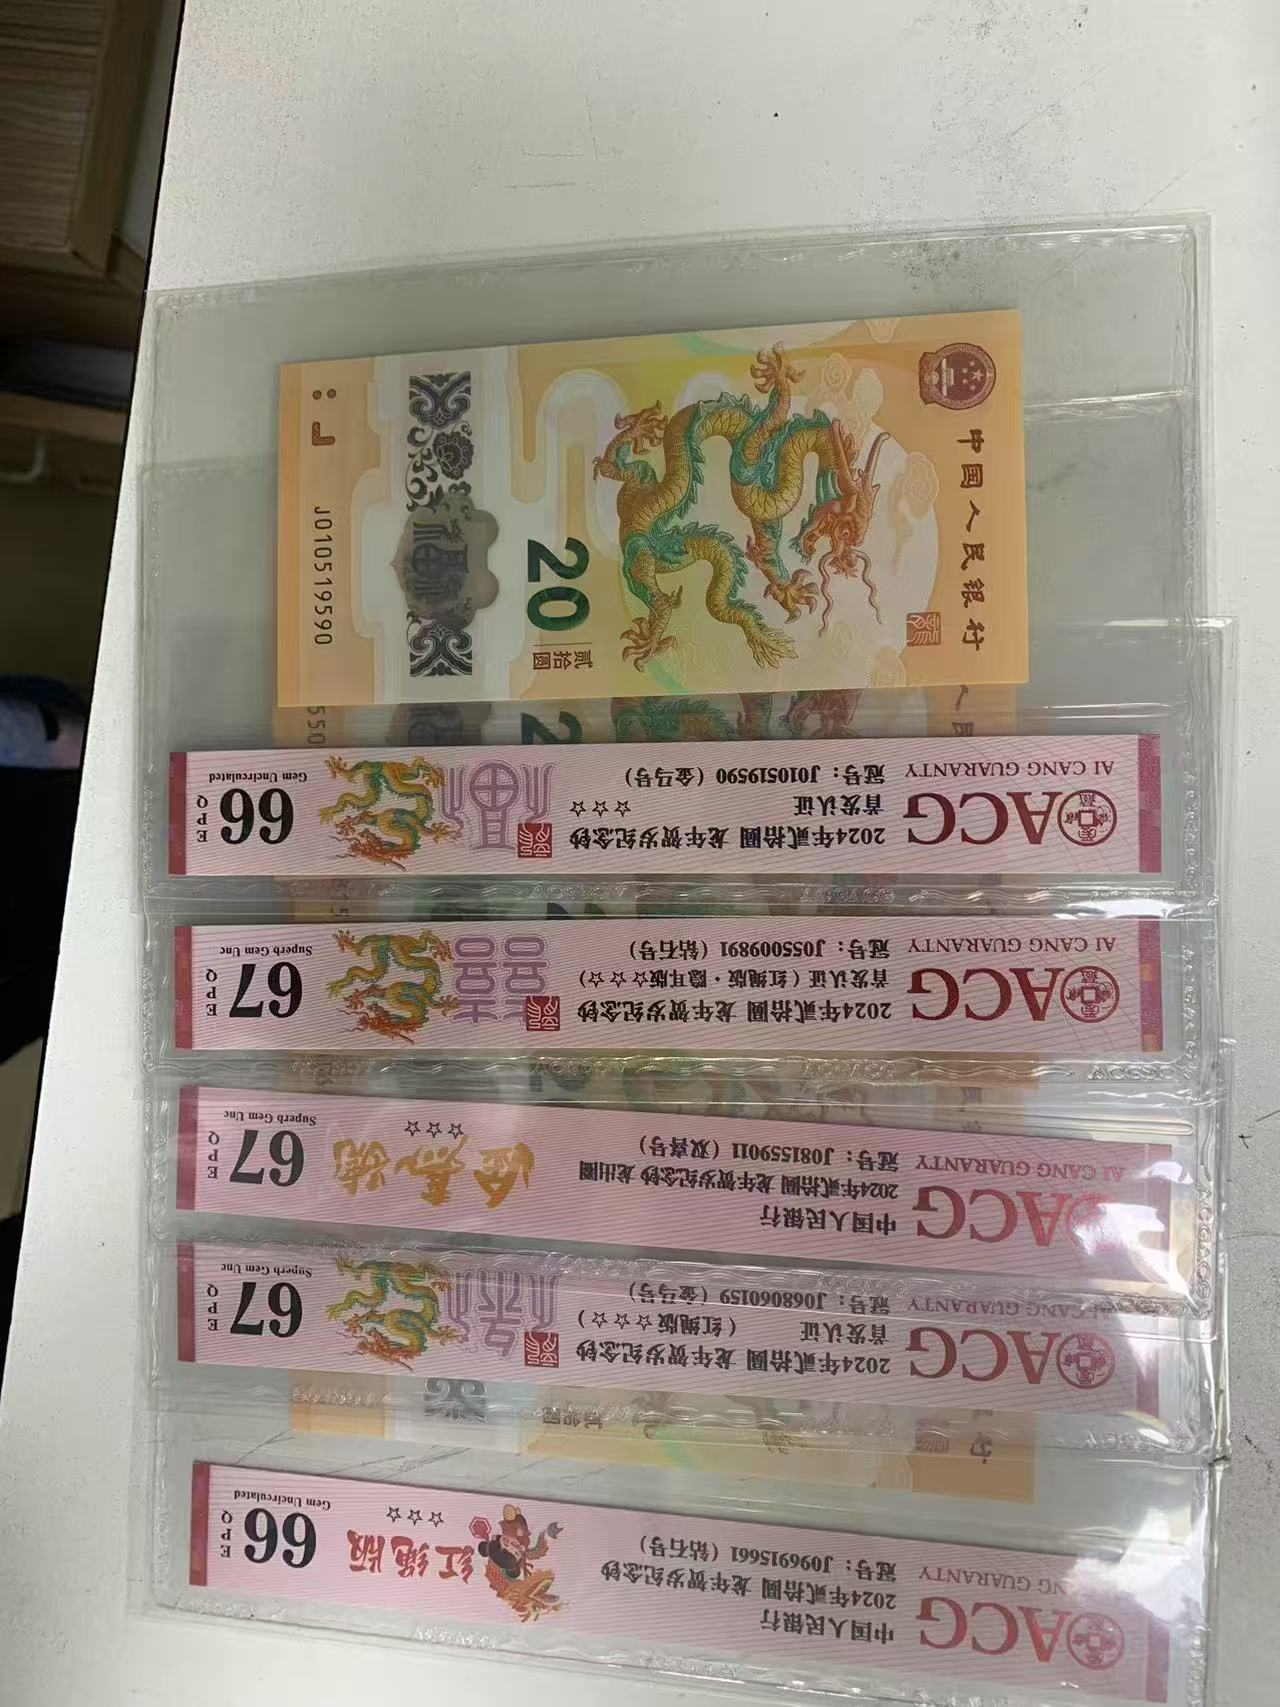 中国人民银行
20
贰拾圆
J010519590
2024年贰拾圆 龙年贺岁纪念钞
首发认证 ☆☆☆
冠号：J010519590（金马号）
ACG
AI CANG GUARANTY
66
EPQ
Gem Uncirculated
2024年贰拾圆 龙年贺岁纪念钞
首发认证（红绳版·隐耳版☆☆☆☆）
冠号：J055009891（钻石号）
ACG
AI CANG GUARANTY
67
EPQ
Superb Gem Unc
中国人民银行
2024年贰拾圆 龙年贺岁纪念钞 龙出圈
冠号：J081559011（双喜号）
ACG
AI CANG GUARANTY
☆☆☆
67
EPQ
Superb Gem Unc
2024年贰拾圆 龙年贺岁纪念钞
首发认证 （红绳版☆☆☆☆）
冠号：J068060159（金马号）
ACG
AI CANG GUARANTY
67
EPQ
Superb Gem Unc
中国人民银行
2024年贰拾圆 龙年贺岁纪念钞
冠号：J096915661（钻石号）
ACG
CANG GUARANTY
红绳版
☆☆☆
66
EPQ
Gem Uncirculated